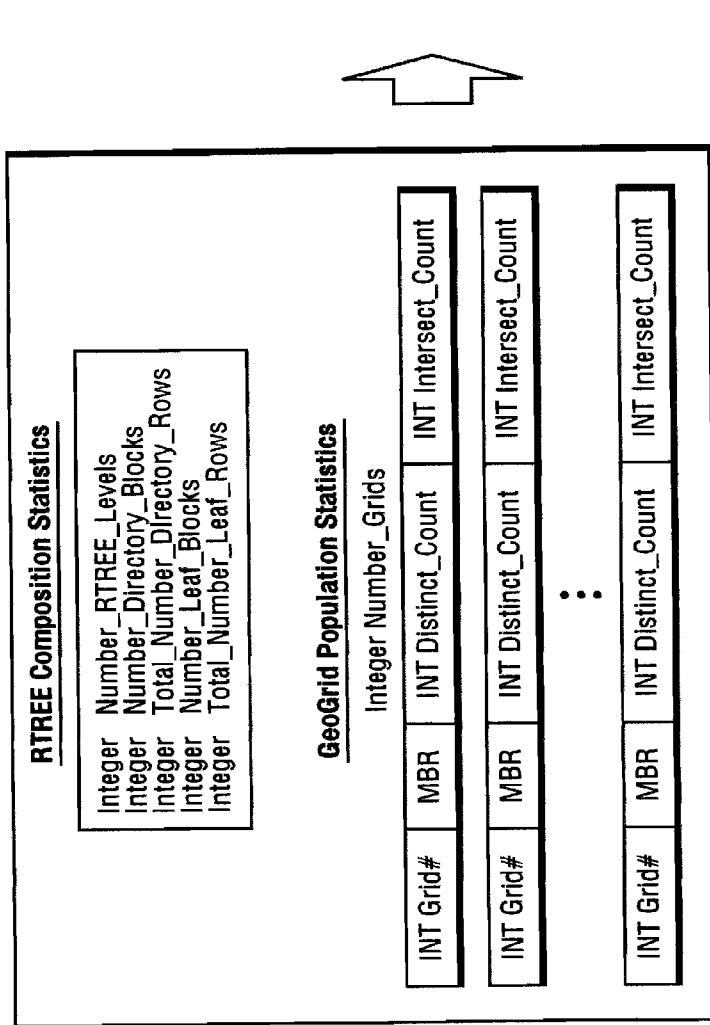 RTREE Composition Statistics
Integer Number_RTREE_Levels
Integer Number_Directory_Blocks
Integer Total_Number_DIrectory_Rows
Integer Number_Leaf_Blocks
Integer Total_Number_Leaf_Rows
GeoGrid Population Statistics
Integer Number_Grids
INT Grid# MBR INT Distinct_Count INT Intersect_Count
INT Grid# MBR INT Distinct_Count INT Intersect_Count
INT Grid# MBR INT Distinct_Count INT Intersect_Count